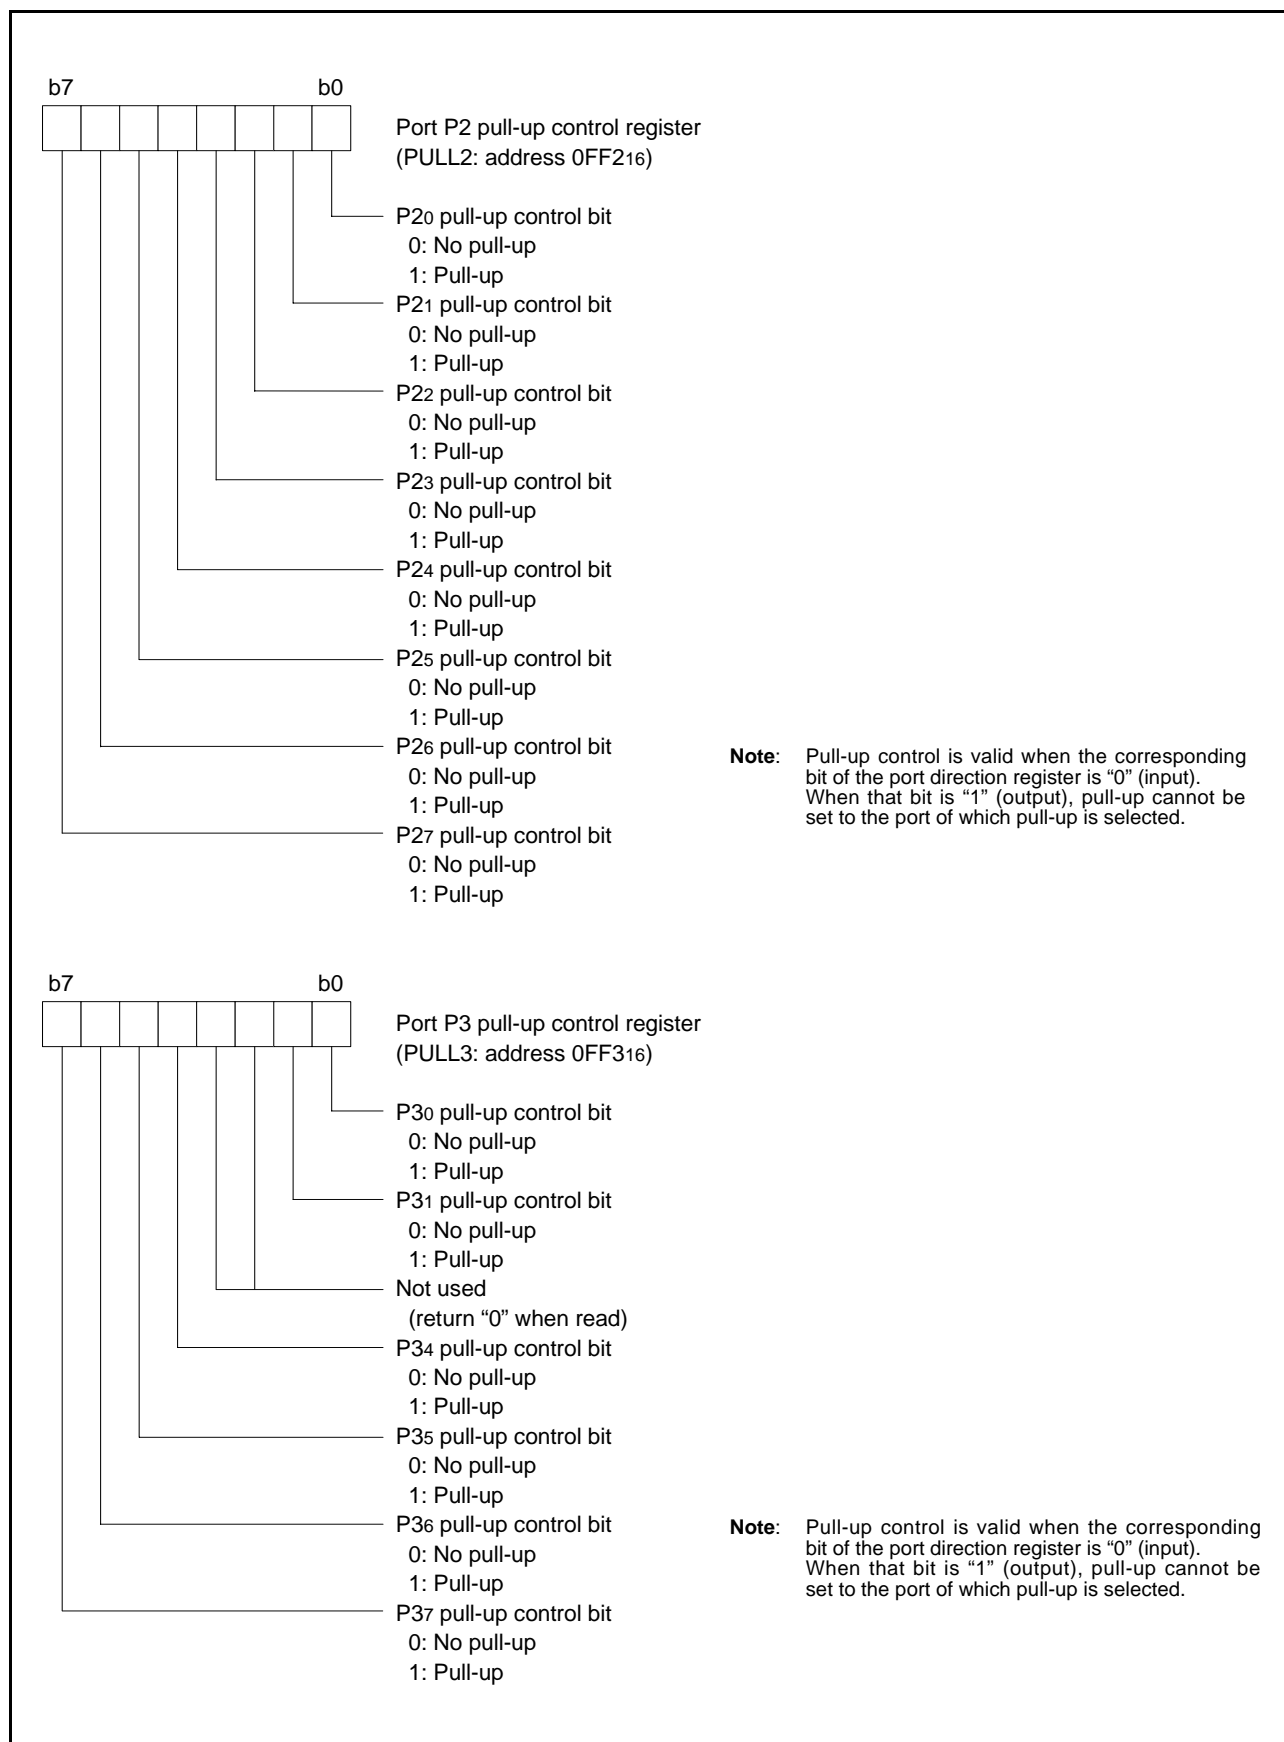 b7 b0
Port P2 pull-up control register
(PULL2: address 0FF216)
P20 pull-up control bit
0: No pull-up
1: Pull-up
P21 pull-up control bit
0: No pull-up
1: Pull-up
P22 pull-up control bit
0: No pull-up
1: Pull-up
P23 pull-up control bit
0: No pull-up
1: Pull-up
P24 pull-up control bit
0: No pull-up
1: Pull-up
P25 pull-up control bit
0: No pull-up
1: Pull-up
P26 pull-up control bit
0: No pull-up
1: Pull-up
P27 pull-up control bit
0: No pull-up
1: Pull-up
Note: Pull-up control is valid when the corresponding
bit of the port direction register is “0” (input).
When that bit is “1” (output), pull-up cannot be
set to the port of which pull-up is selected.
b7 b0
Port P3 pull-up control register
(PULL3: address 0FF316)
P30 pull-up control bit
0: No pull-up
1: Pull-up
P31 pull-up control bit
0: No pull-up
1: Pull-up
Not used
(return “0” when read)
P34 pull-up control bit
0: No pull-up
1: Pull-up
P35 pull-up control bit
0: No pull-up
1: Pull-up
P36 pull-up control bit
0: No pull-up
1: Pull-up
P37 pull-up control bit
0: No pull-up
1: Pull-up
Note: Pull-up control is valid when the corresponding
bit of the port direction register is “0” (input).
When that bit is “1” (output), pull-up cannot be
set to the port of which pull-up is selected.